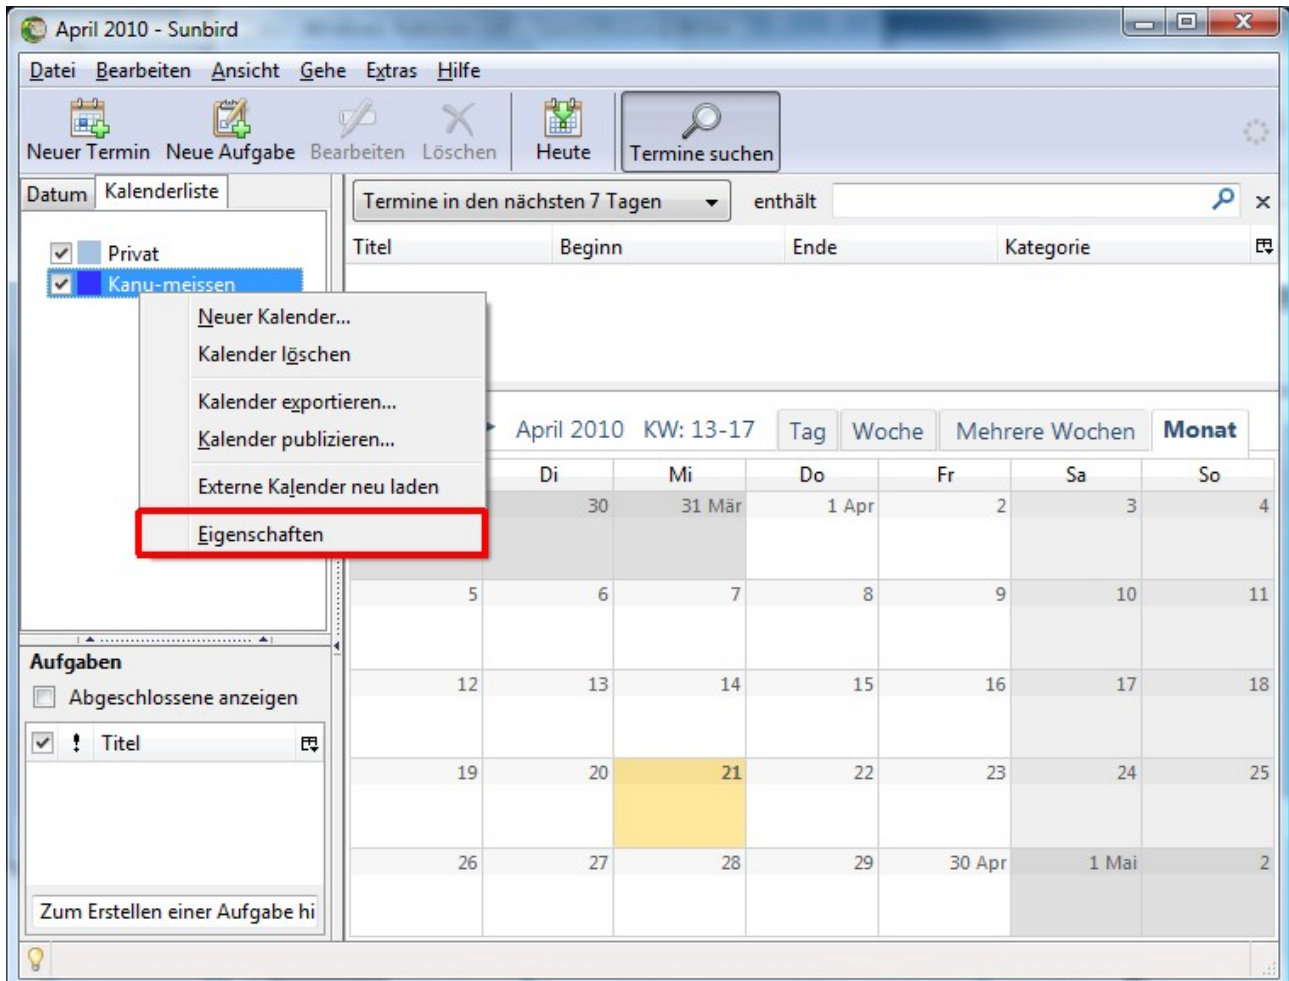 April 2010 - Sunbird
Datei Bearbeiten Ansicht Gehe Extras Hilfe
Neuer Termin Neue Aufgabe Bearbeiten Löschen Heute Termine suchen
Datum Kalenderliste
Termine in den nächsten 7 Tagen enthält
Titel Beginn Ende Kategorie
Privat
Kanu-meissen
Neuer Kalender...
Kalender löschen
Kalender exportieren...
Kalender publizieren...
Externe Kalender neu laden
Eigenschaften
April 2010 KW: 13-17 Tag Woche Mehrere Wochen Monat
Di Mi Do Fr Sa So
30 31 Mär 1 Apr 2 3 4
5 6 7 8 9 10 11
12 13 14 15 16 17 18
19 20 21 22 23 24 25
26 27 28 29 30 Apr 1 Mai 2
Aufgaben
Abgeschlossene anzeigen
! Titel
Zum Erstellen einer Aufgabe hi